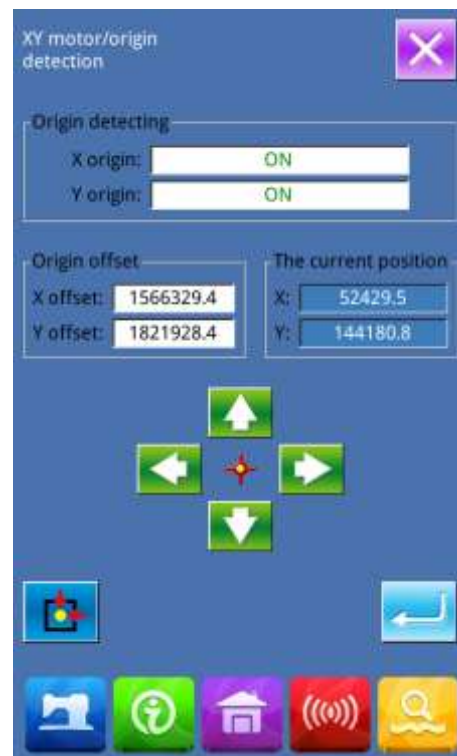 XY motor/origin
detection
Origin detecting
X origin: ON
Y origin: ON
Origin offset
X offset: 1566329.4
Y offset: 1821928.4
The current position
X: 52429.5
Y: 144180.8